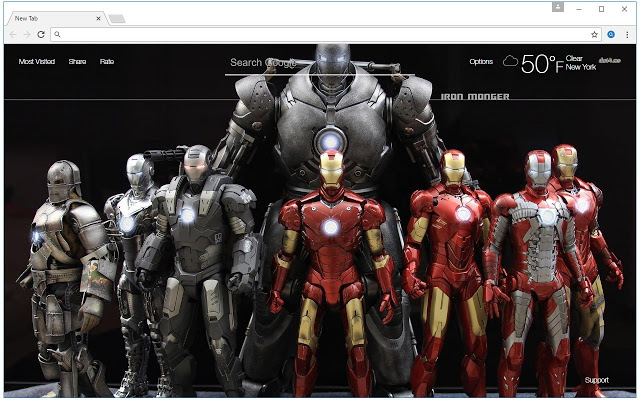 New Tab
Most Visited Share Rate
Search Google
Options
50°F
Clear
New York
IRON MONGER
Support